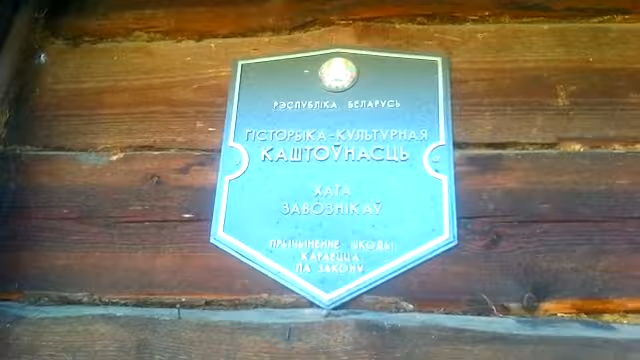 РЭСПУБЛІКА БЕЛАРУСЬ
ГІСТОРЫКА-КУЛЬТУРНАЯ
КАШТОЎНАСЦЬ
ХАТА
ЗАВОЗНІКАЎ
ПРЫЧЫНЕННЕ ШКОДЫ
КАРАЕЦЦА
ПА ЗАКОНУ